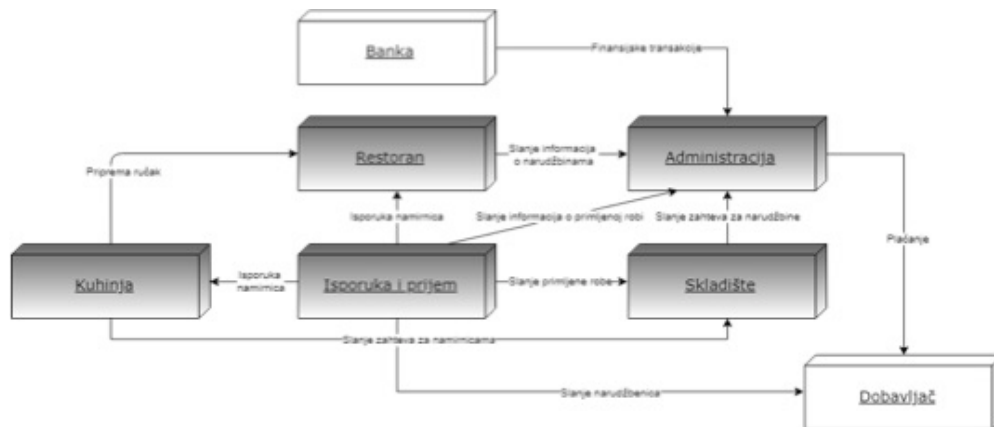 Banka
Finansijske transakcije
Restoran
Slanje informacija
o narudžbinama
Administracija
Priprema ručak
Isporuka namirnica
Slanje informacija o primljenoj robi
Slanje zahteva za narudžbine
Plaćanje
Kuhinja
Isporuka
namirnica
Isporuka i prijem
Slanje primljene robe
Skladište
Slanje zahteva za namirnicama
Slanje narudžbenica
Dobavljač